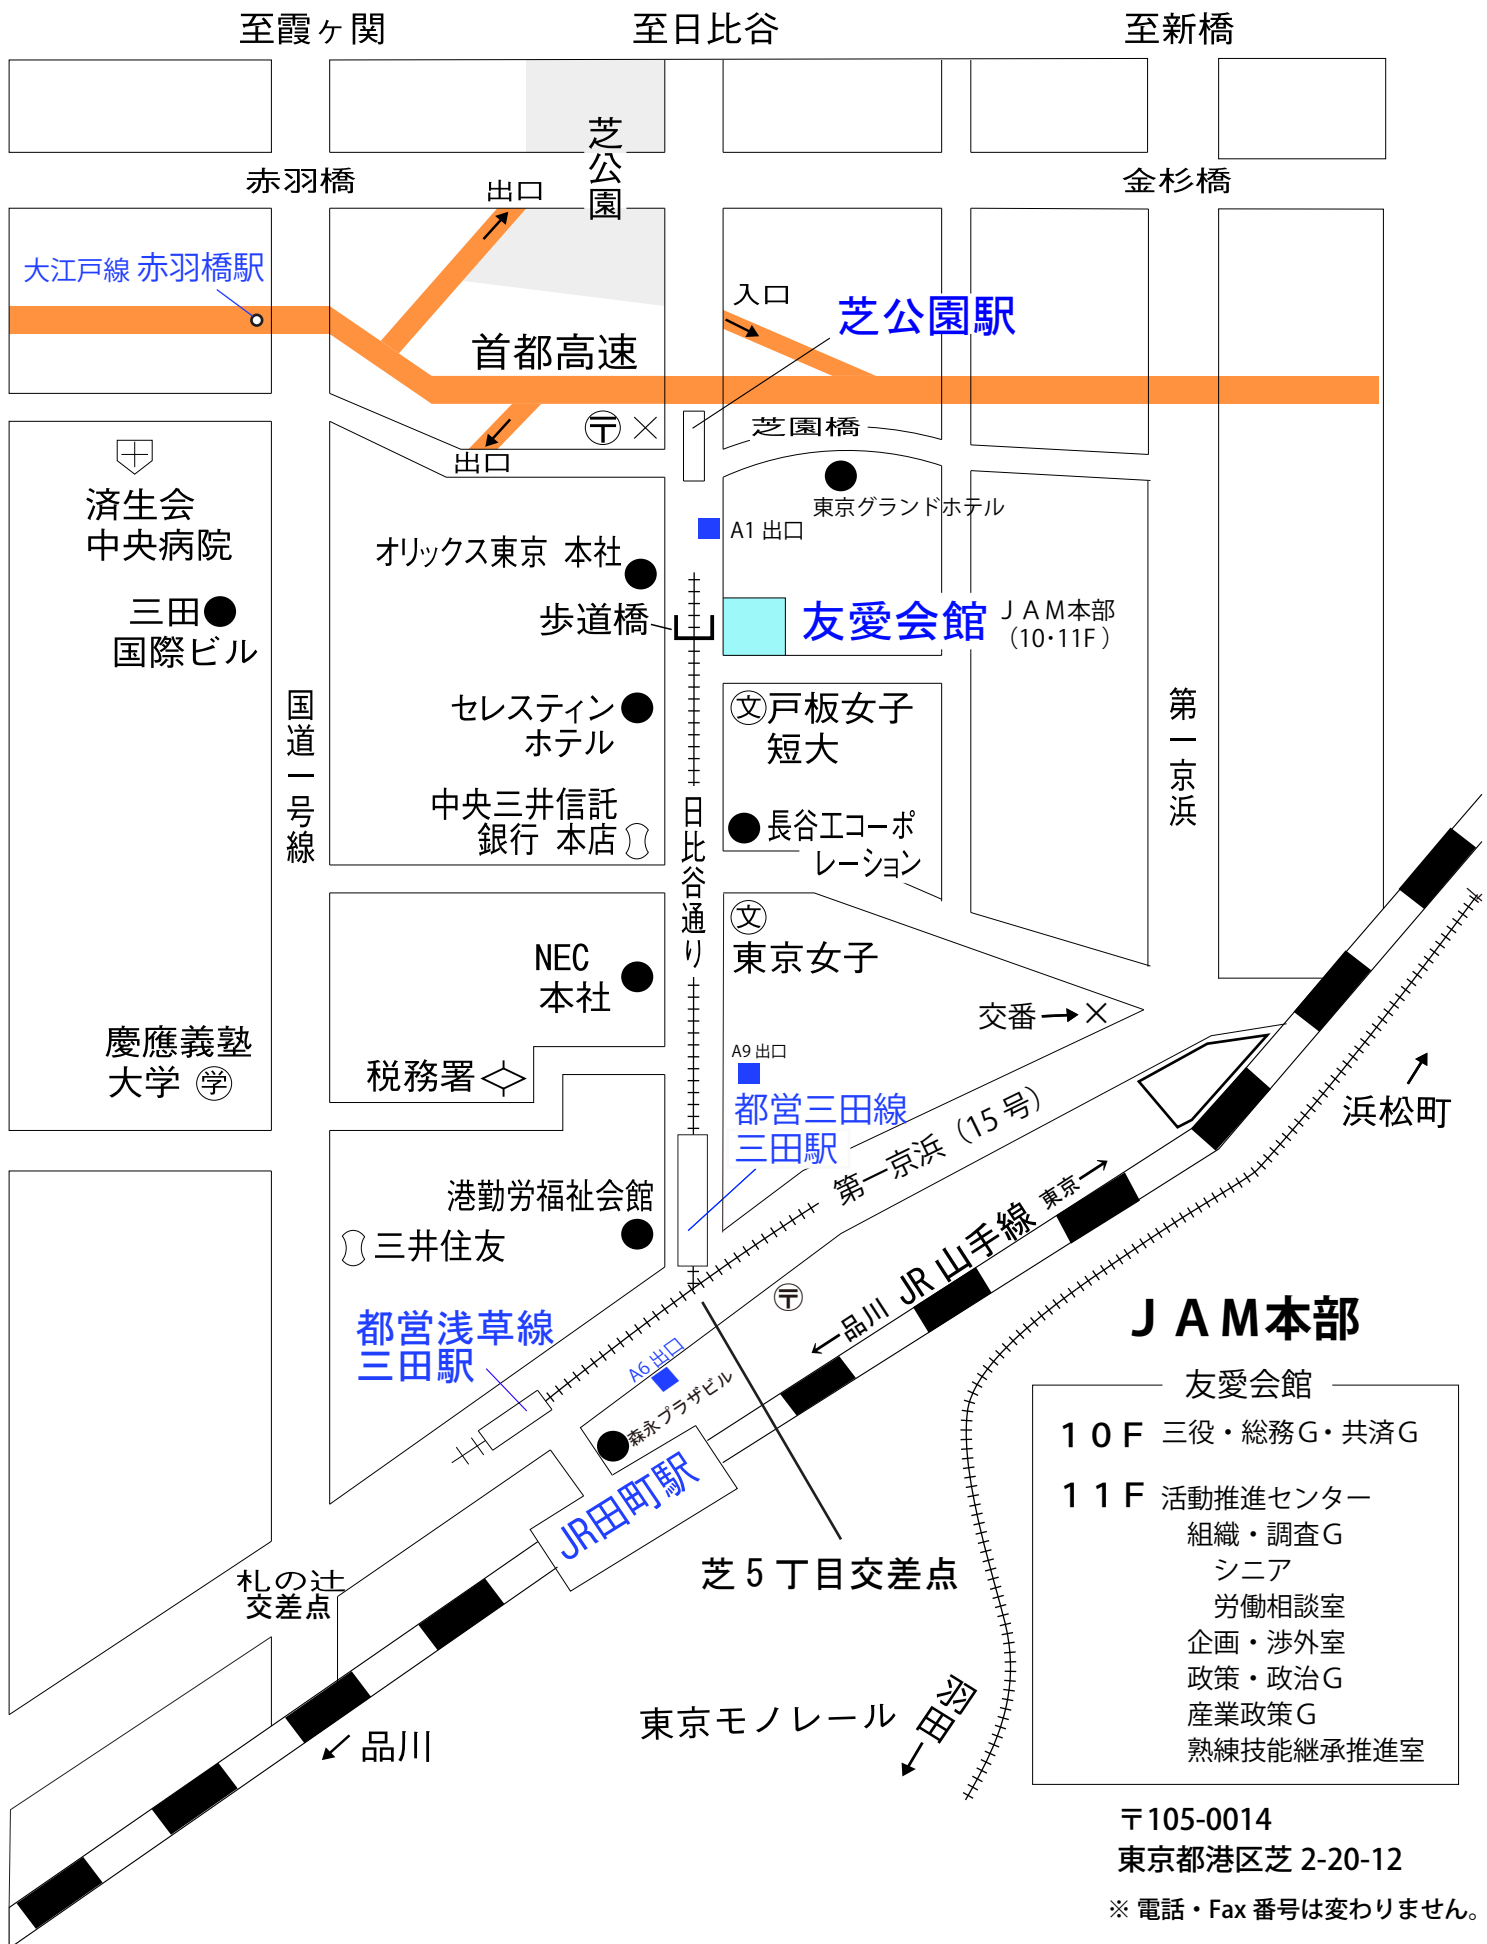 至霞ヶ関
至日比谷
至新橋
芝公園
赤羽橋
出口
金杉橋
大江戸線 赤羽橋駅
入口
芝公園駅
首都高速
〒
芝園橋
出口
東京グランドホテル
済生会
中央病院
A1 出口
オリックス東京 本社
三田
国際ビル
歩道橋
友愛会館
ＪＡＭ本部
（10・11F）
国道一号線
セレスティン
ホテル
文
戸板女子
短大
第一京浜
中央三井信託
銀行 本店
日比谷通り
長谷工コーポ
レーション
文
東京女子
NEC
本社
交番
慶應義塾
大学 学
税務署
A9 出口
都営三田線
三田駅
第一京浜（15号）
浜松町
東京
港勤労福祉会館
三井住友
JR 山手線
品川
〒
都営浅草線
三田駅
A6 出口
森永プラザビル
JR田町駅
芝５丁目交差点
札の辻
交差点
品川
東京モノレール
羽田
ＪＡＭ本部
友愛会館
１０Ｆ 三役・総務Ｇ・共済Ｇ
１１Ｆ 活動推進センター
組織・調査Ｇ
シニア
労働相談室
企画・渉外室
政策・政治Ｇ
産業政策Ｇ
熟練技能継承推進室
〒105-0014
東京都港区芝 2-20-12
※ 電話・Fax 番号は変わりません。